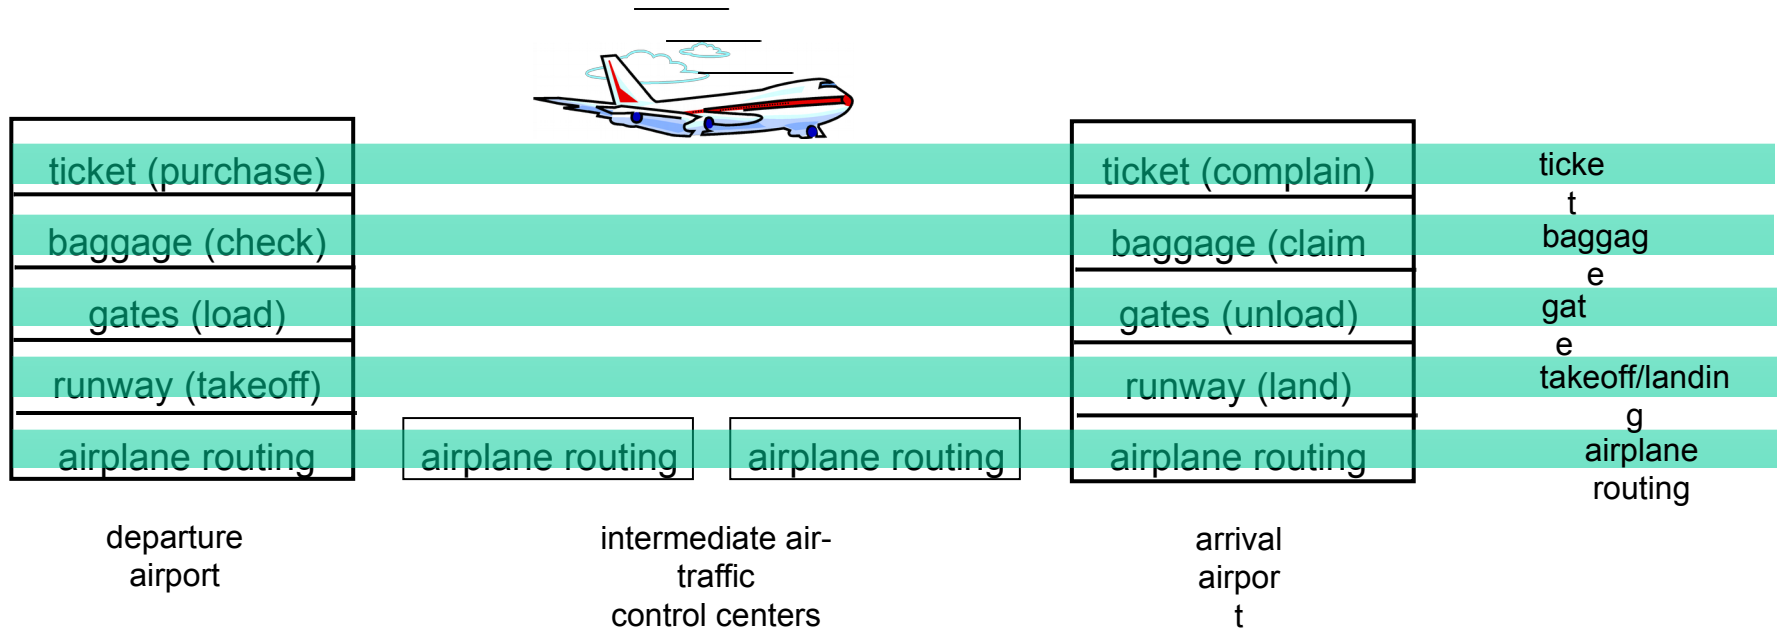 ticket (purchase)
ticket (complain)
ticke
t
baggage (check)
baggage (claim
baggag
e
gates (load)
gates (unload)
gat
e
runway (takeoff)
runway (land)
takeoff/landin
g
airplane routing
airplane routing
airplane routing
airplane routing
airplane
routing
departure
airport
intermediate air-
traffic
control centers
arrival
airpor
t